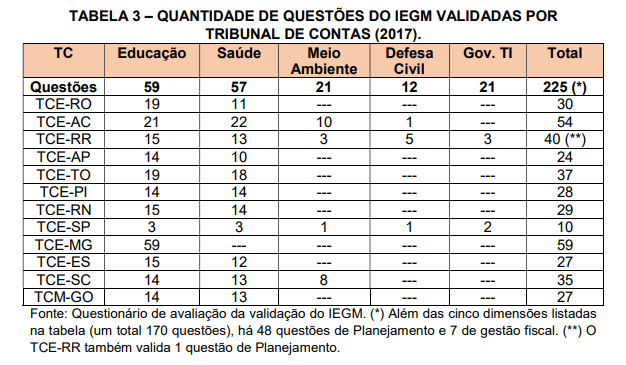 TABELA 3 – QUANTIDADE DE QUESTÕES DO IEGM VALIDADAS POR
TRIBUNAL DE CONTAS (2017).
TC Educação Saúde Meio Ambiente Defesa Civil Gov. TI Total
Questões 59 57 21 12 21 225 (*)
TCE-RO 19 11 --- --- --- 30
TCE-AC 21 22 10 1 --- 54
TCE-RR 15 13 3 5 3 40 (**)
TCE-AP 14 10 --- --- --- 24
TCE-TO 19 18 --- --- --- 37
TCE-PI 14 14 --- --- --- 28
TCE-RN 15 14 --- --- --- 29
TCE-SP 3 3 1 1 2 10
TCE-MG 59 --- --- --- --- 59
TCE-ES 15 12 --- --- --- 27
TCE-SC 14 13 8 --- --- 35
TCM-GO 14 13 --- --- --- 27
Fonte: Questionário de avaliação da validação do IEGM. (*) Além das cinco dimensões listadas
na tabela (um total 170 questões), há 48 questões de Planejamento e 7 de gestão fiscal. (**) O
TCE-RR também valida 1 questão de Planejamento.